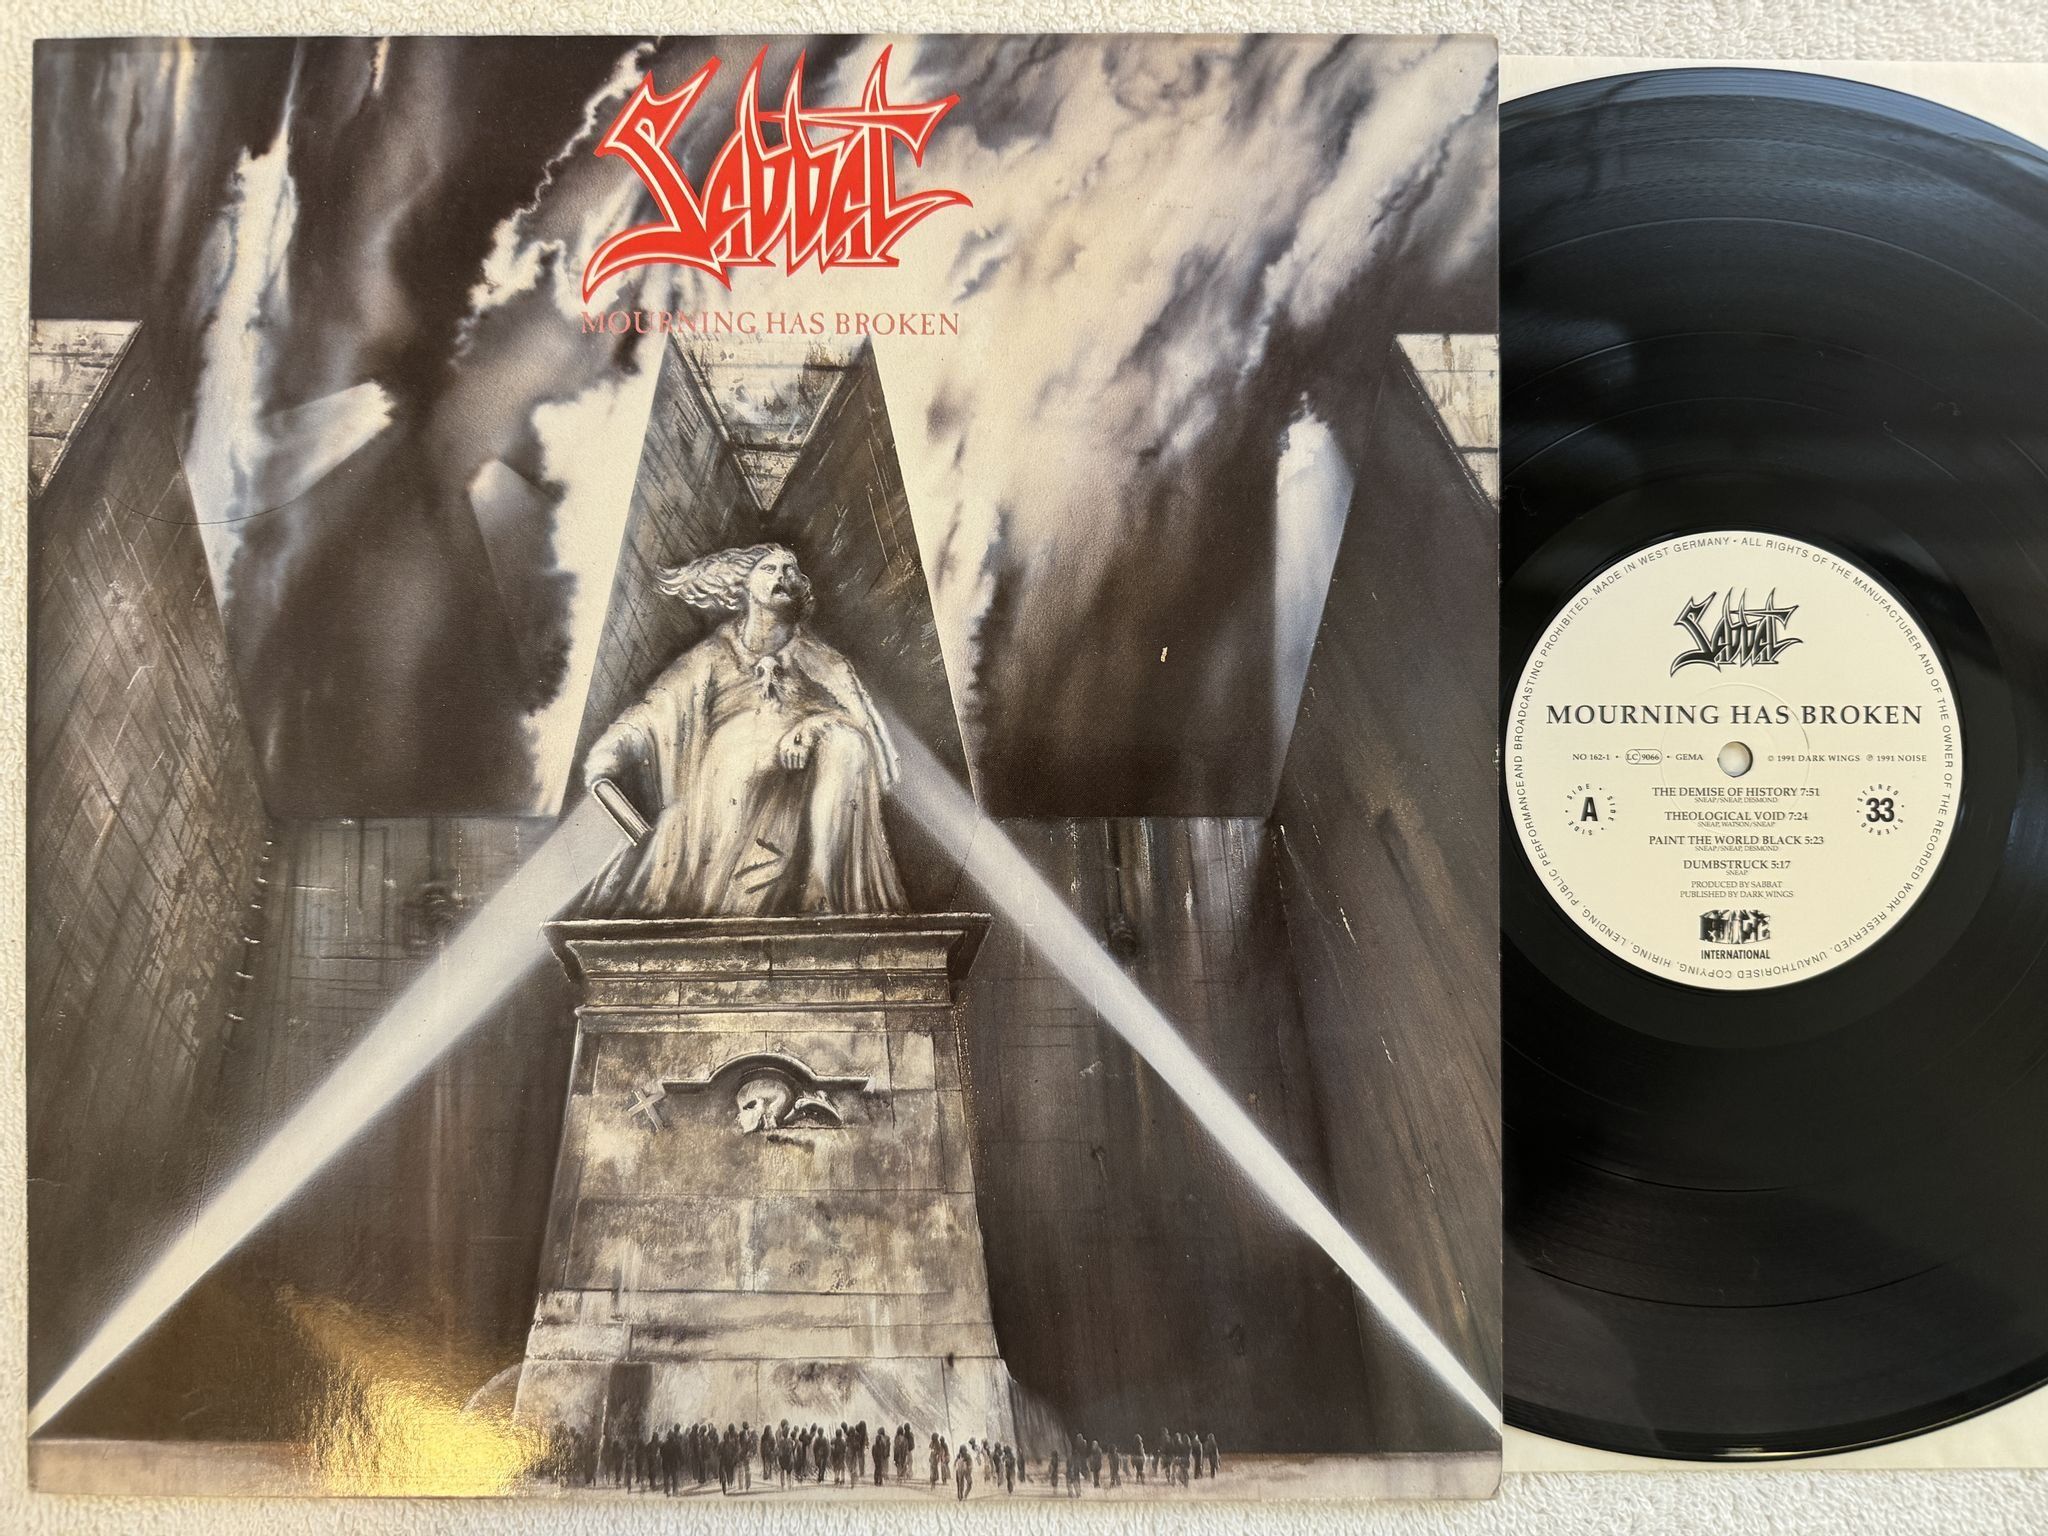 Sabbat
MOURNING HAS BROKEN
PUBLIC PERFORMANCE AND BROADCASTING PROHIBITED. MADE IN WEST GERMANY • ALL RIGHTS OF THE MANUFACTURER AND OF THE OWNER OF THE RECORDED WORK RESERVED. UNAUTHORISED COPYING, HIRING, LENDING,
Sabbat
MOURNING HAS BROKEN
NO 162-1 • LC 9066 • GEMA
© 1991 DARK WINGS ℗ 1991 NOISE
SIDE • SIDE • SIDE •
A
THE DEMISE OF HISTORY 7:51
SNEAP/SNEAP, DESMOND
THEOLOGICAL VOID 7:24
SNEAP, WATSON/SNEAP
PAINT THE WORLD BLACK 5:23
SNEAP/SNEAP, DESMOND
DUMBSTRUCK 5:17
SNEAP
STEREO • STEREO •
33
PRODUCED BY SABBAT
PUBLISHED BY DARK WINGS
NOISE
INTERNATIONAL